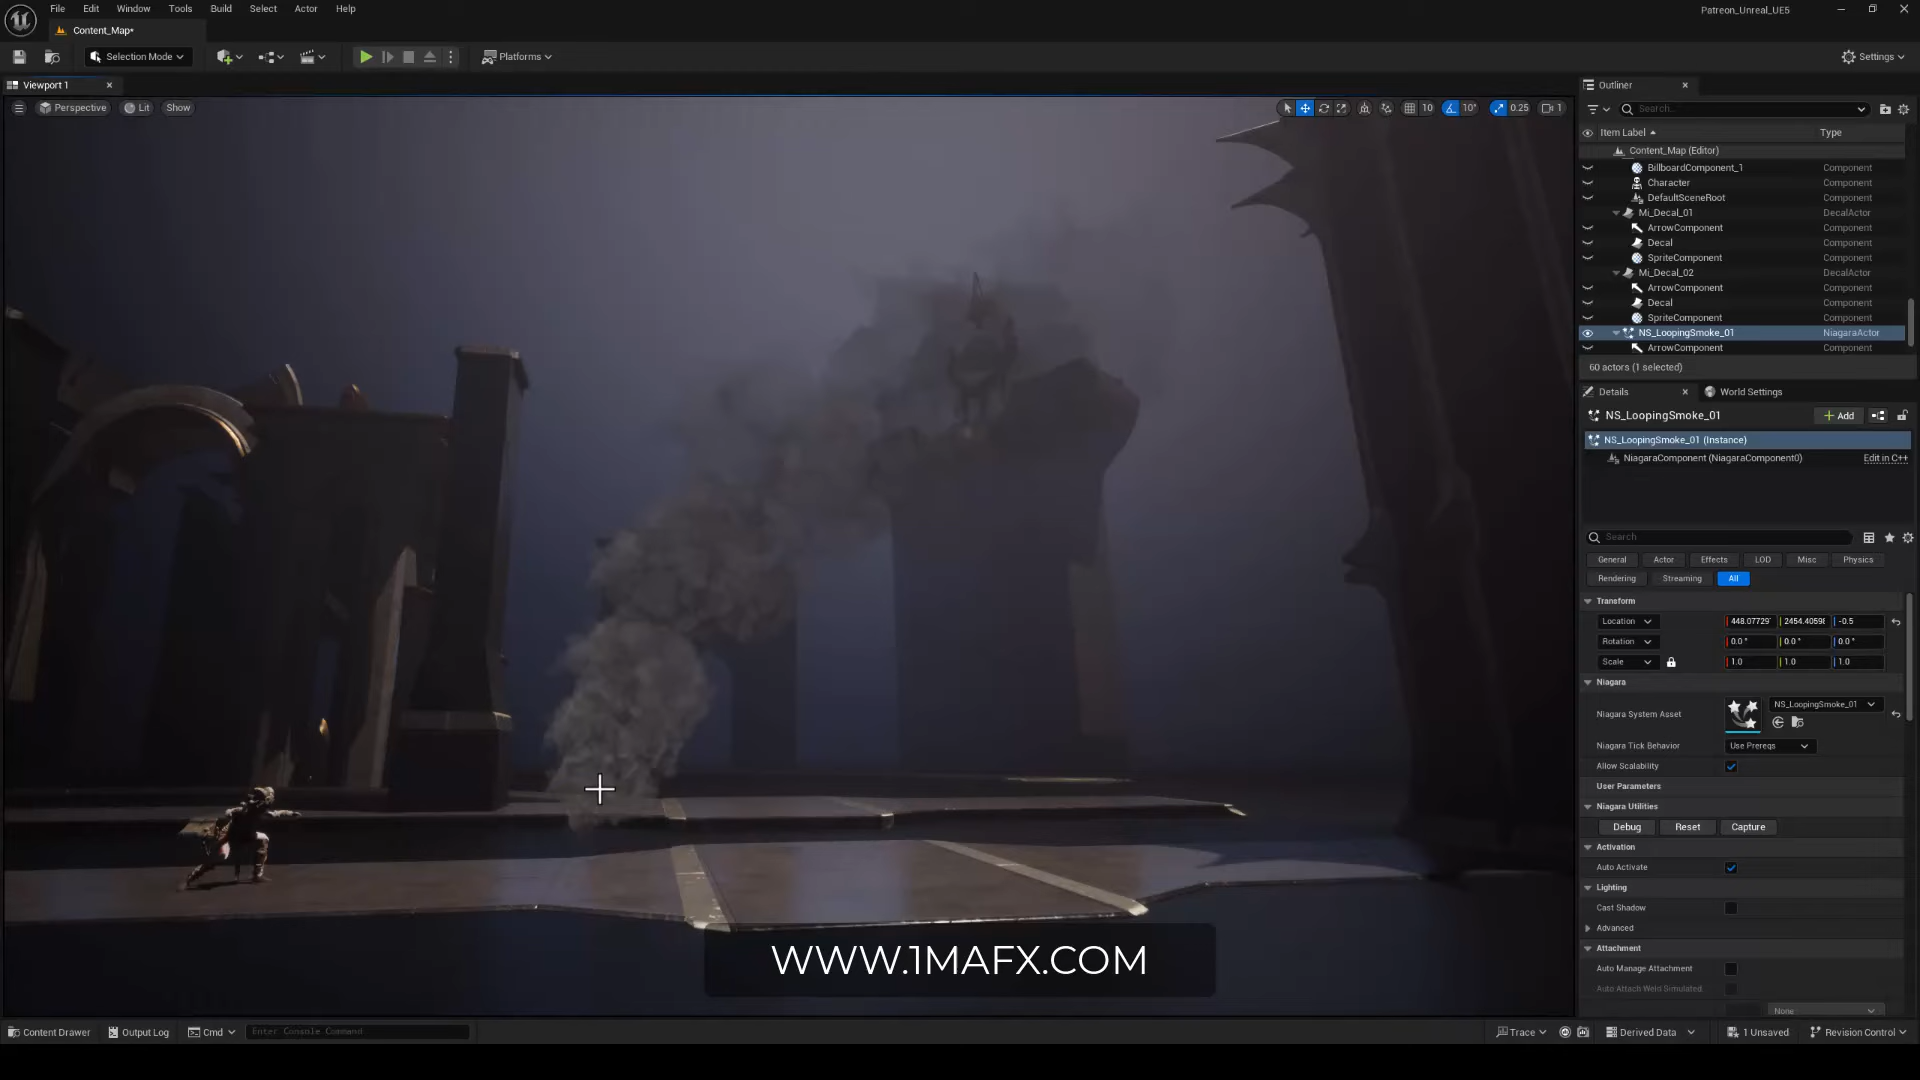 File Edit Window Tools Build Select Actor Help
Patreon_Unreal_UE5
Content_Map*
Selection Mode
Platforms
Settings
Viewport 1
Perspective Lit Show
10 10° 0.25 1
Outliner
Search...
Item Label Type
Content_Map (Editor)
BillboardComponent_1 Component
Character Component
DefaultSceneRoot Component
Mi_Decal_01 DecalActor
ArrowComponent Component
Decal Component
SpriteComponent Component
Mi_Decal_02 DecalActor
ArrowComponent Component
Decal Component
SpriteComponent Component
NS_LoopingSmoke_01 NiagaraActor
ArrowComponent Component
60 actors (1 selected)
Details World Settings
NS_LoopingSmoke_01 Add
NS_LoopingSmoke_01 (Instance)
NiagaraComponent (NiagaraComponent0) Edit in C++
Search
General Actor Effects LOD Misc Physics
Rendering Streaming All
Transform
Location 448.07729 2454.4059 -0.5
Rotation 0.0 ° 0.0 ° 0.0 °
Scale 1.0 1.0 1.0
Niagara
Niagara System Asset NS_LoopingSmoke_01
Niagara Tick Behavior Use Prereqs
Allow Scalability
User Parameters
Niagara Utilities
Debug Reset Capture
Activation
Auto Activate
Lighting
Cast Shadow
Advanced
Attachment
Auto Manage Attachment
Auto Attach Weld Simulated
None
WWW.1MAFX.COM
Content Drawer Output Log Cmd Enter Console Command
Trace Derived Data 1 Unsaved Revision Control